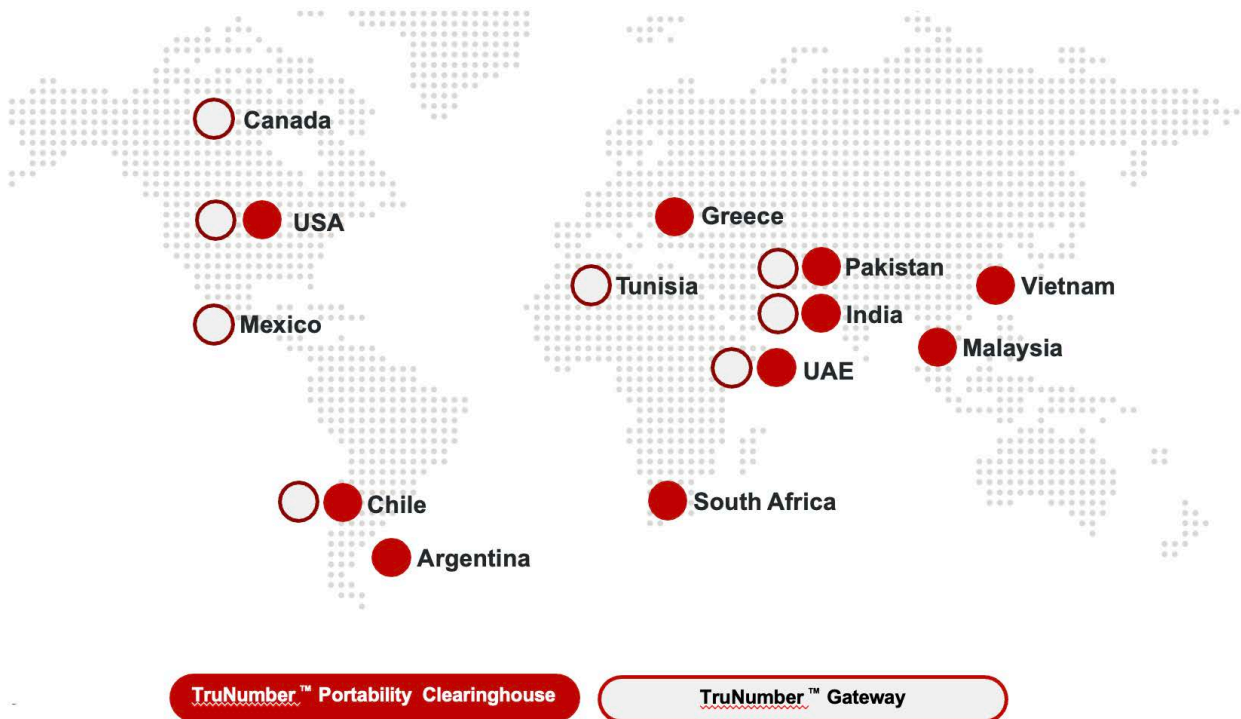 Canada
USA
Greece
Pakistan
Tunisia
Vietnam
India
Mexico
Malaysia
UAE
Chile
South Africa
Argentina
TruNumber™ Portability Clearinghouse
TruNumber™ Gateway